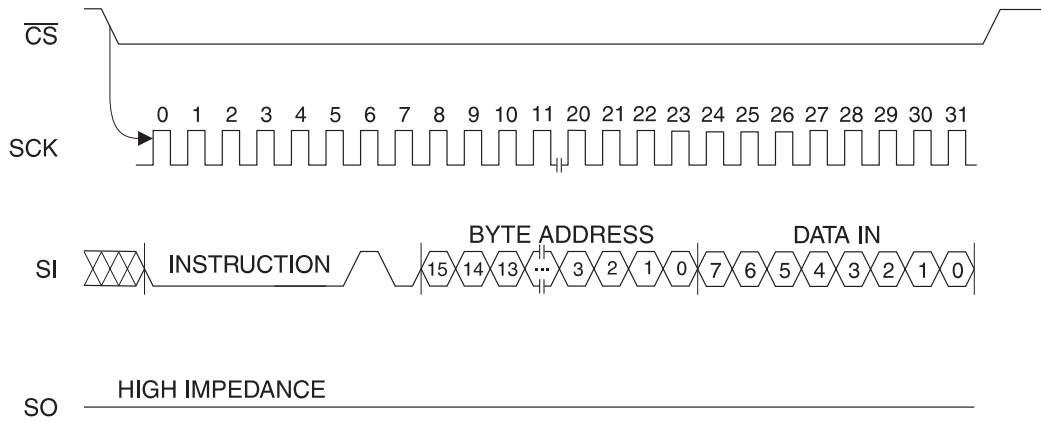 CS
0 1 2 3 4 5 6 7 8 9 10 11 20 21 22 23 24 25 26 27 28 29 30 31
SCK
BYTE ADDRESS DATA IN
SI INSTRUCTION 15 14 13 ... 3 2 1 0 7 6 5 4 3 2 1 0
HIGH IMPEDANCE
SO